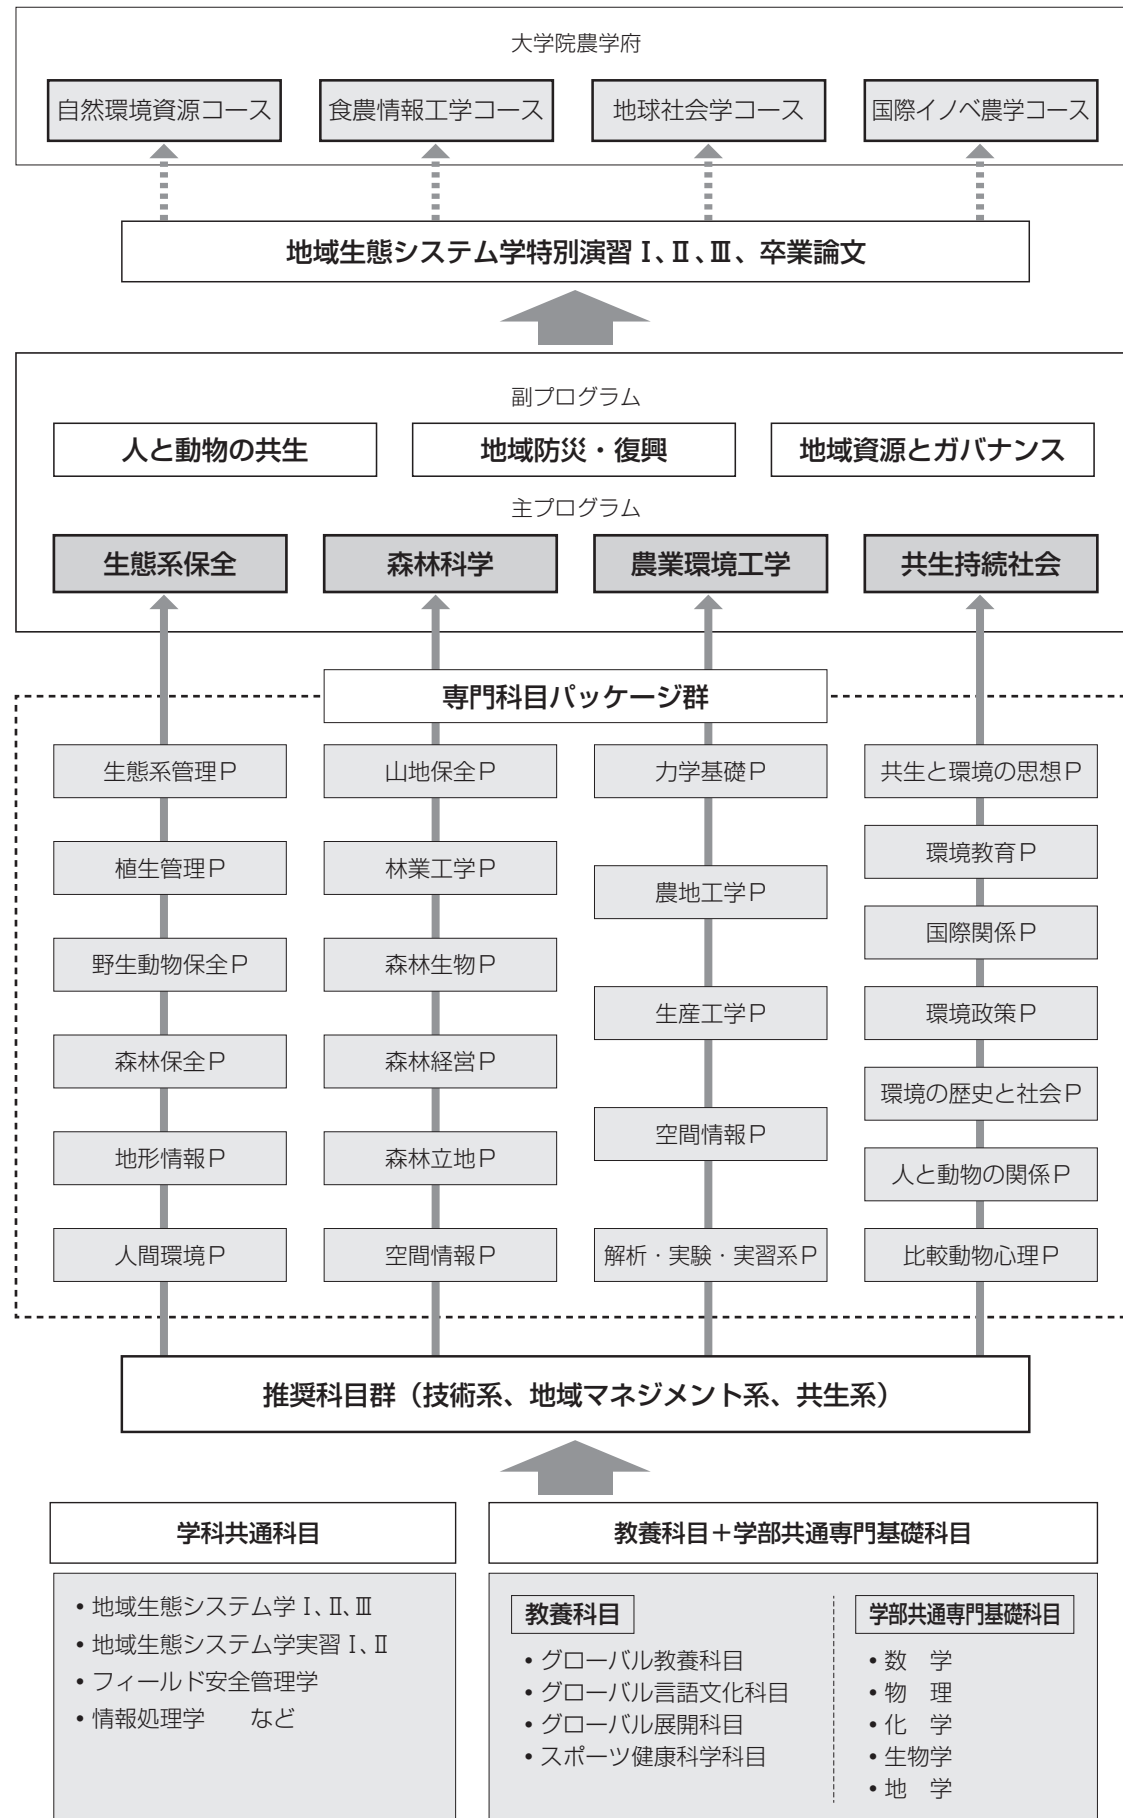 大学院農学府
自然環境資源コース
食農情報工学コース
地球社会学コース
国際イノベ農学コース
地域生態システム学特別演習Ⅰ、Ⅱ、Ⅲ、卒業論文
副プログラム
人と動物の共生
地域防災・復興
地域資源とガバナンス
主プログラム
生態系保全
森林科学
農業環境工学
共生持続社会
専門科目パッケージ群
生態系管理P
植生管理P
野生動物保全P
森林保全P
地形情報P
人間環境P
山地保全P
林業工学P
森林生物P
森林経営P
森林立地P
空間情報P
力学基礎P
農地工学P
生産工学P
空間情報P
解析・実験・実習系P
共生と環境の思想P
環境教育P
国際関係P
環境政策P
環境の歴史と社会P
人と動物の関係P
比較動物心理P
推奨科目群（技術系、地域マネジメント系、共生系）
学科共通科目
• 地域生態システム学Ⅰ、Ⅱ、Ⅲ
• 地域生態システム学実習Ⅰ、Ⅱ
• フィールド安全管理学
• 情報処理学　　など
教養科目＋学部共通専門基礎科目
教養科目
• グローバル教養科目
• グローバル言語文化科目
• グローバル展開科目
• スポーツ健康科学科目
学部共通専門基礎科目
• 数　学
• 物　理
• 化　学
• 生物学
• 地　学